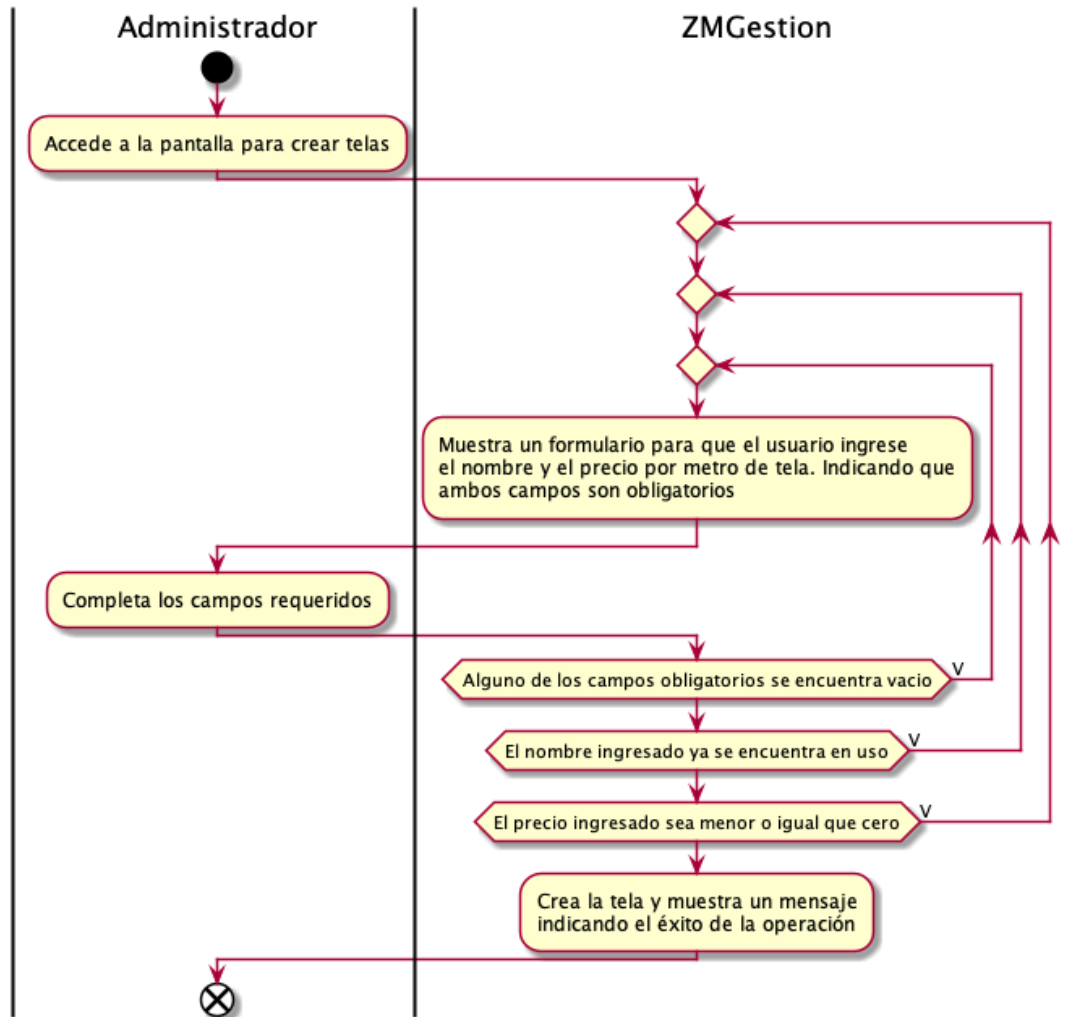 Administrador
ZMGestion
Accede a la pantalla para crear telas
Muestra un formulario para que el usuario ingrese
el nombre y el precio por metro de tela. Indicando que
ambos campos son obligatorios
Completa los campos requeridos
Alguno de los campos obligatorios se encuentra vacio
V
El nombre ingresado ya se encuentra en uso
V
El precio ingresado sea menor o igual que cero
V
Crea la tela y muestra un mensaje
indicando el éxito de la operación